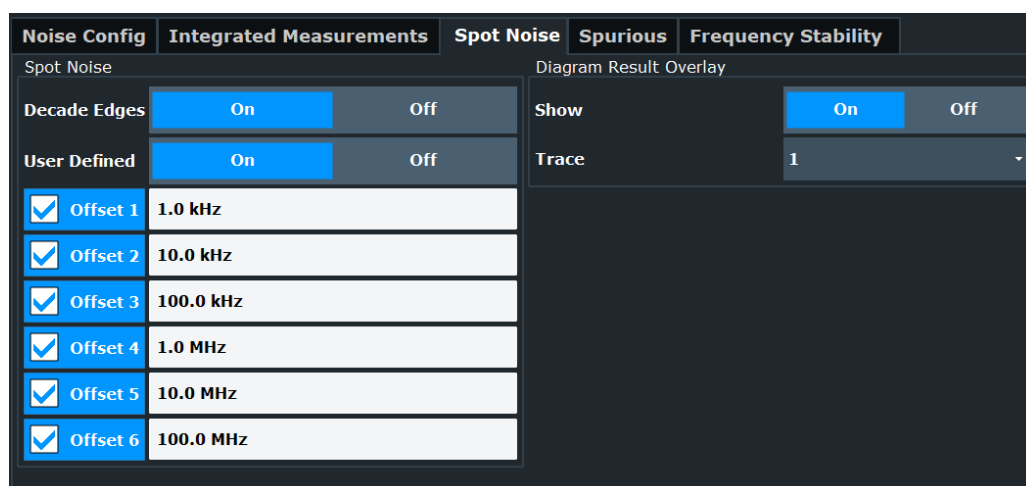 Noise Config Integrated Measurements Spot Noise Spurious Frequency Stability
Spot Noise
Decade Edges On Off
User Defined On Off
Offset 1 1.0 kHz
Offset 2 10.0 kHz
Offset 3 100.0 kHz
Offset 4 1.0 MHz
Offset 5 10.0 MHz
Offset 6 100.0 MHz
Diagram Result Overlay
Show On Off
Trace 1